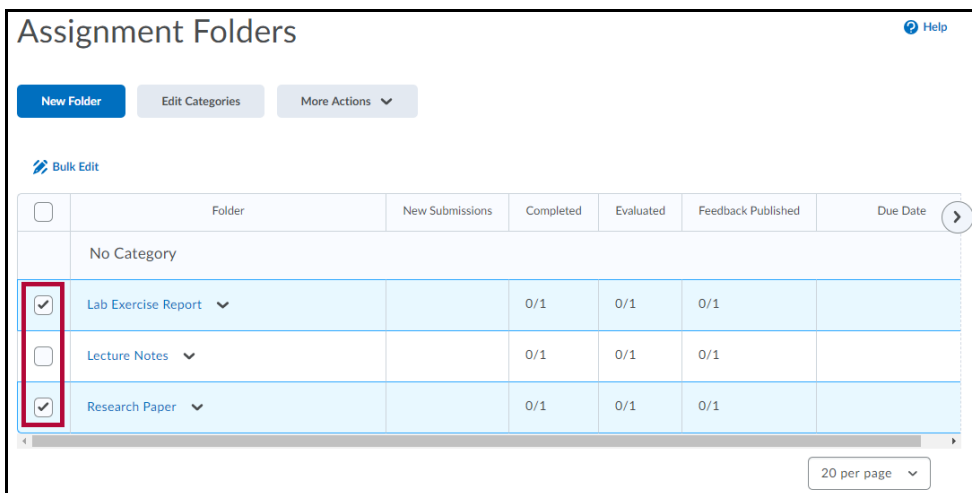 Assignment Folders
Help
New Folder
Edit Categories
More Actions
Bulk Edit
Folder New Submissions Completed Evaluated Feedback Published Due Date
No Category
Lab Exercise Report 0/1 0/1 0/1
Lecture Notes 0/1 0/1 0/1
Research Paper 0/1 0/1 0/1
20 per page